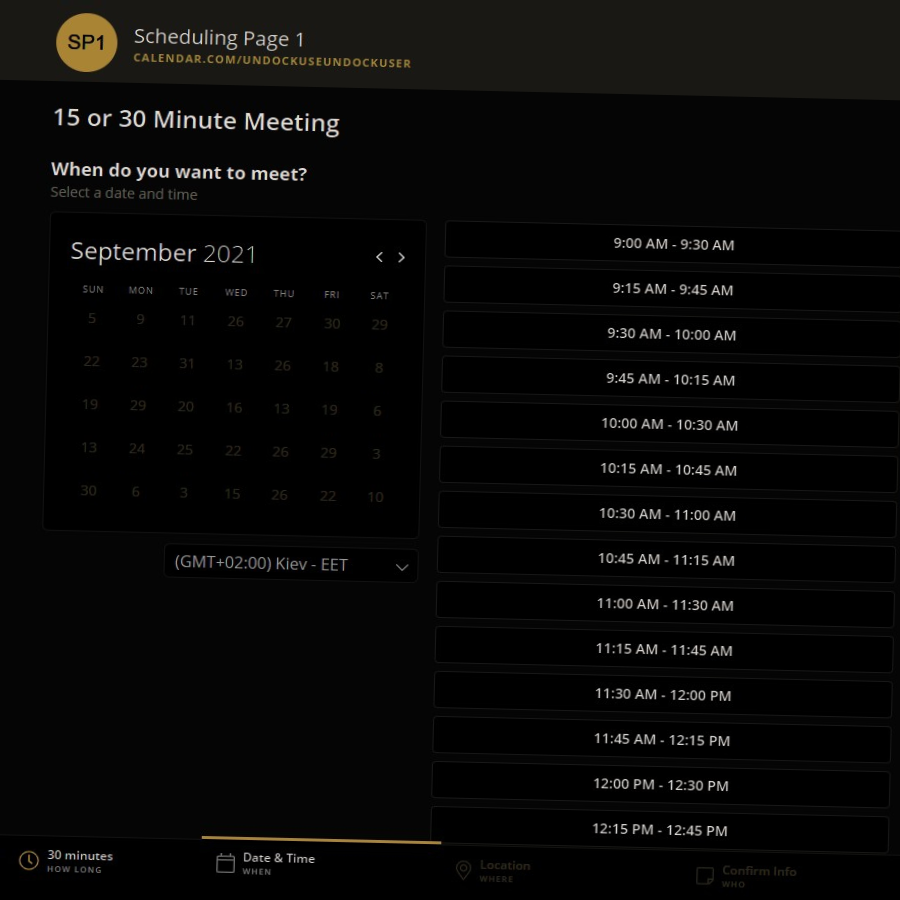 SP1
Scheduling Page 1
CALENDAR.COM/UNDOCKUSEUNDOCKUSER
15 or 30 Minute Meeting
When do you want to meet?
Select a date and time
September 2021
SUN MON TUE WED THU FRI SAT
5 9 11 26 27 30 29
22 23 31 13 26 18 8
19 29 20 16 13 19 6
13 24 25 22 26 29 3
30 6 3 15 26 22 10
(GMT+02:00) Kiev - EET
9:00 AM - 9:30 AM
9:15 AM - 9:45 AM
9:30 AM - 10:00 AM
9:45 AM - 10:15 AM
10:00 AM - 10:30 AM
10:15 AM - 10:45 AM
10:30 AM - 11:00 AM
10:45 AM - 11:15 AM
11:00 AM - 11:30 AM
11:15 AM - 11:45 AM
11:30 AM - 12:00 PM
11:45 AM - 12:15 PM
12:00 PM - 12:30 PM
12:15 PM - 12:45 PM
30 minutes
HOW LONG
Date & Time
WHEN
Location
WHERE
Confirm Info
WHO